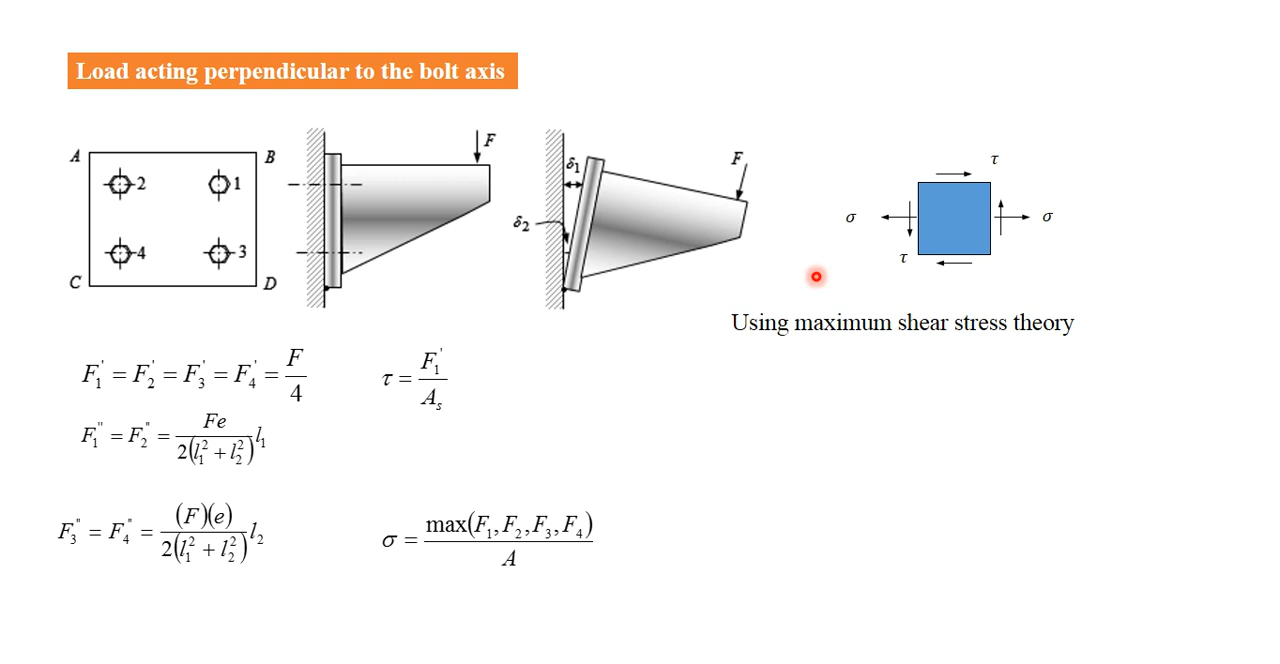 Load acting perpendicular to the bolt axis
A B
2 1
4 3
C D
F
δ1
δ2
F
τ
σ σ
τ
Using maximum shear stress theory
F₁' = F₂' = F₃' = F₄' = F/4
τ = F₁'/Aₛ
F₁" = F₂" = Fe/2(l₁² + l₂²) l₁
F₃" = F₄" = (F)(e)/2(l₁² + l₂²) l₂
σ = max(F₁, F₂, F₃, F₄)/A